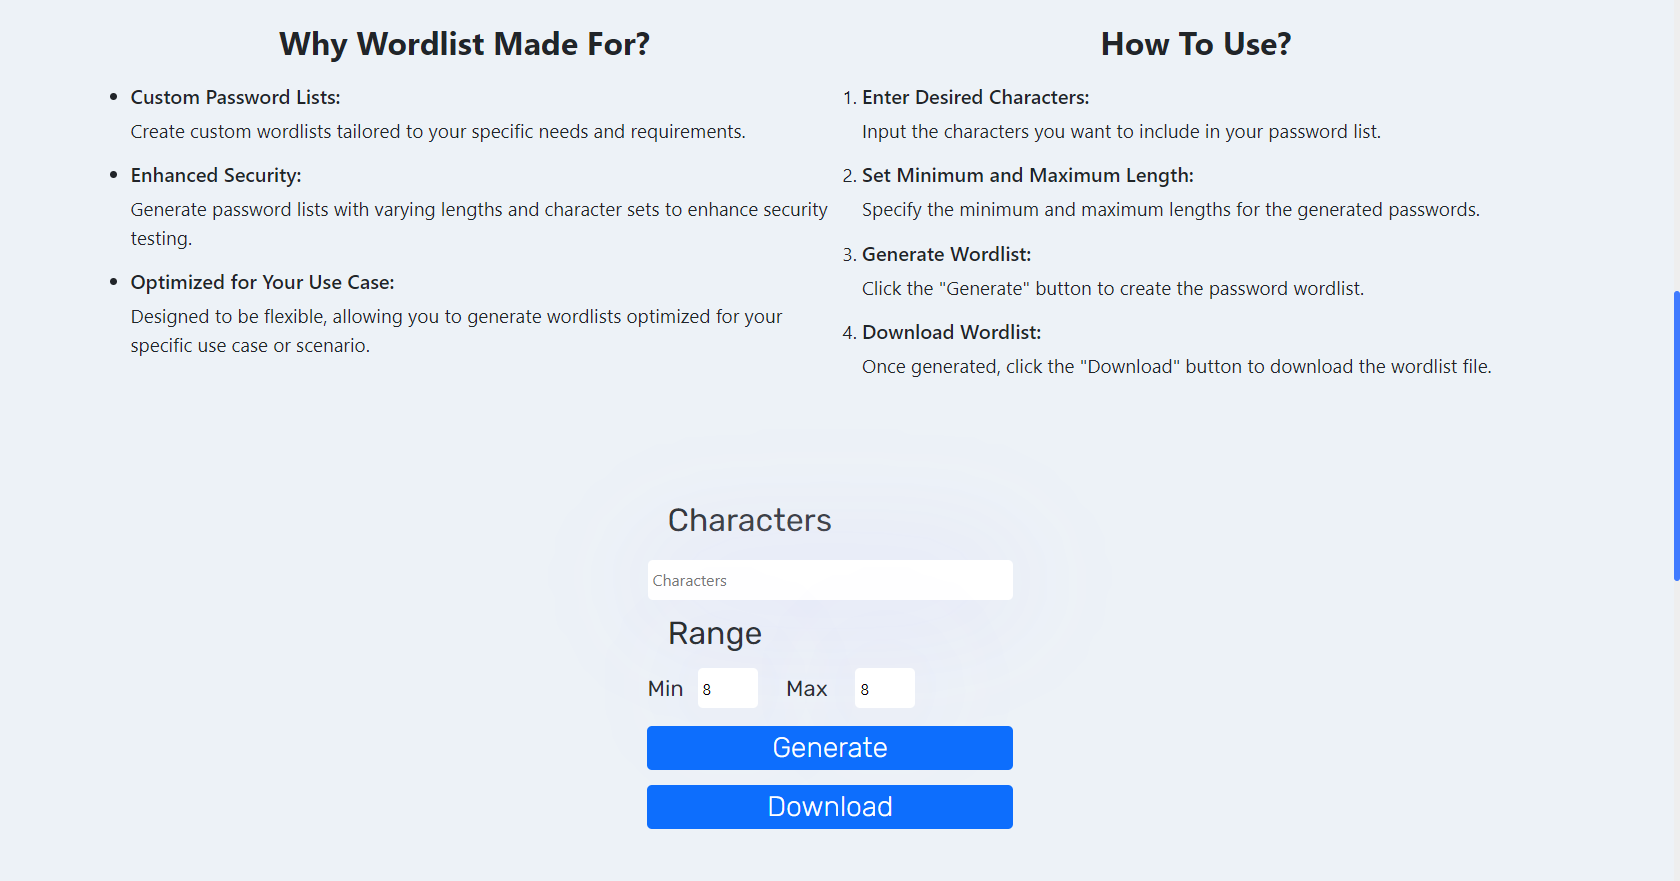 Why Wordlist Made For?
• Custom Password Lists:
Create custom wordlists tailored to your specific needs and requirements.
• Enhanced Security:
Generate password lists with varying lengths and character sets to enhance security
testing.
• Optimized for Your Use Case:
Designed to be flexible, allowing you to generate wordlists optimized for your
specific use case or scenario.
How To Use?
1. Enter Desired Characters:
Input the characters you want to include in your password list.
2. Set Minimum and Maximum Length:
Specify the minimum and maximum lengths for the generated passwords.
3. Generate Wordlist:
Click the "Generate" button to create the password wordlist.
4. Download Wordlist:
Once generated, click the "Download" button to download the wordlist file.
Characters
Characters
Range
Min 8 Max 8
Generate
Download